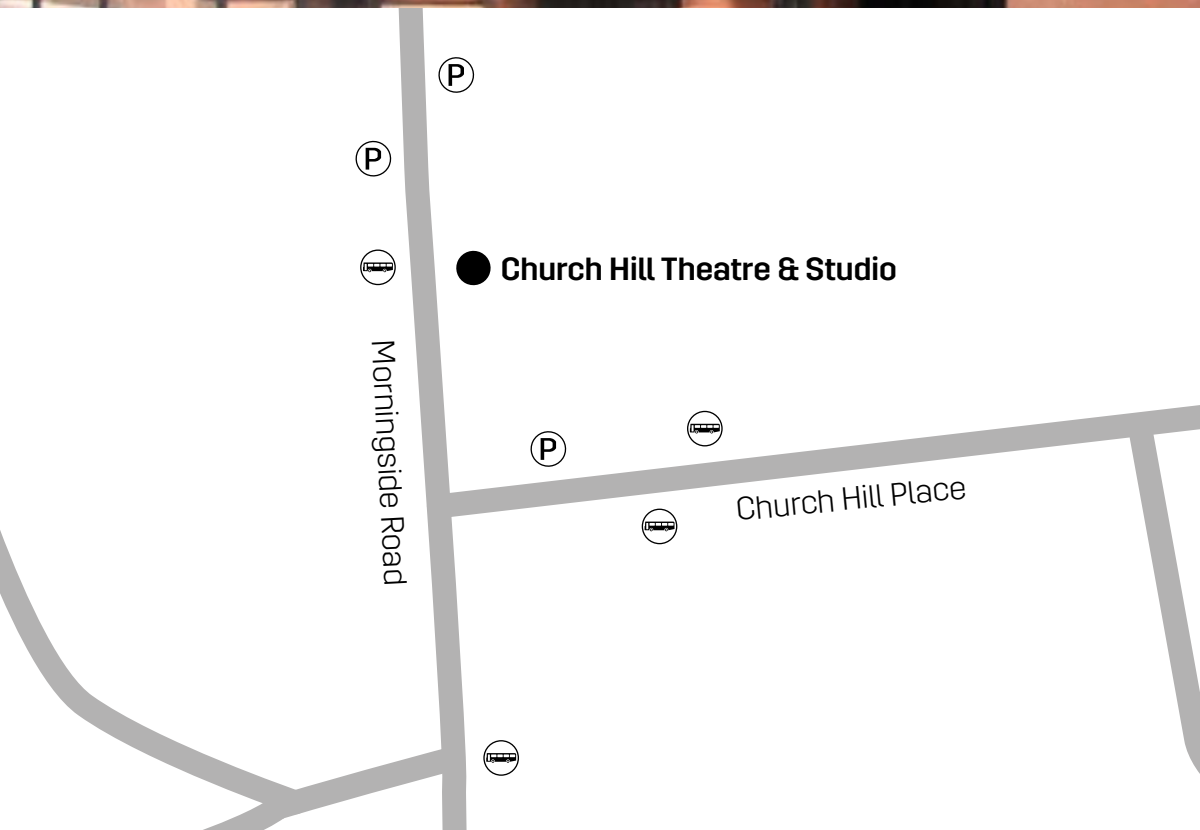 P
P
Church Hill Theatre & Studio
Morningside Road
P
Church Hill Place